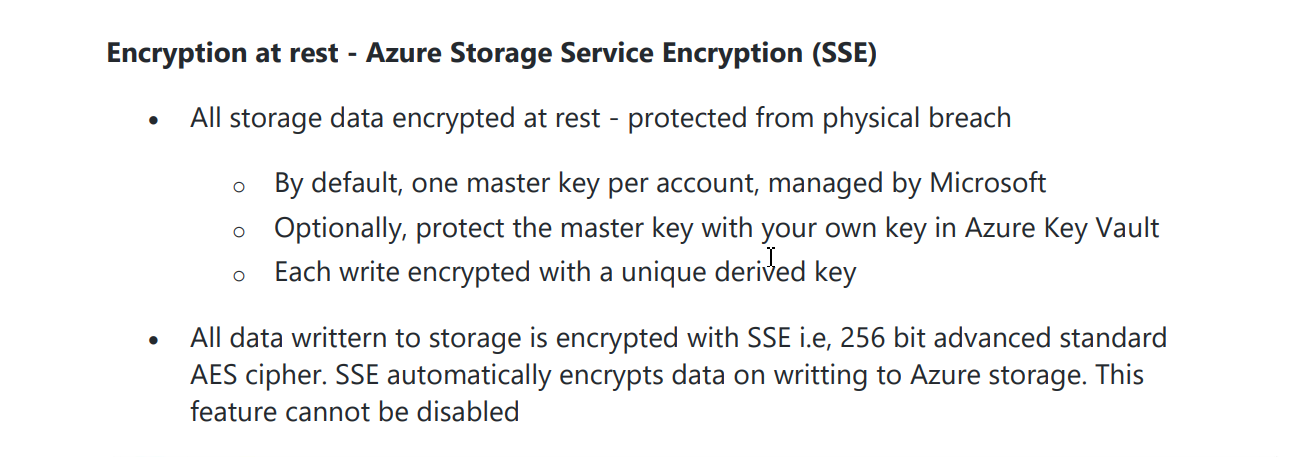 Encryption at rest - Azure Storage Service Encryption (SSE)
• All storage data encrypted at rest - protected from physical breach
○ By default, one master key per account, managed by Microsoft
○ Optionally, protect the master key with your own key in Azure Key Vault
○ Each write encrypted with a unique derived key
• All data writtern to storage is encrypted with SSE i.e, 256 bit advanced standard
AES cipher. SSE automatically encrypts data on writting to Azure storage. This
feature cannot be disabled